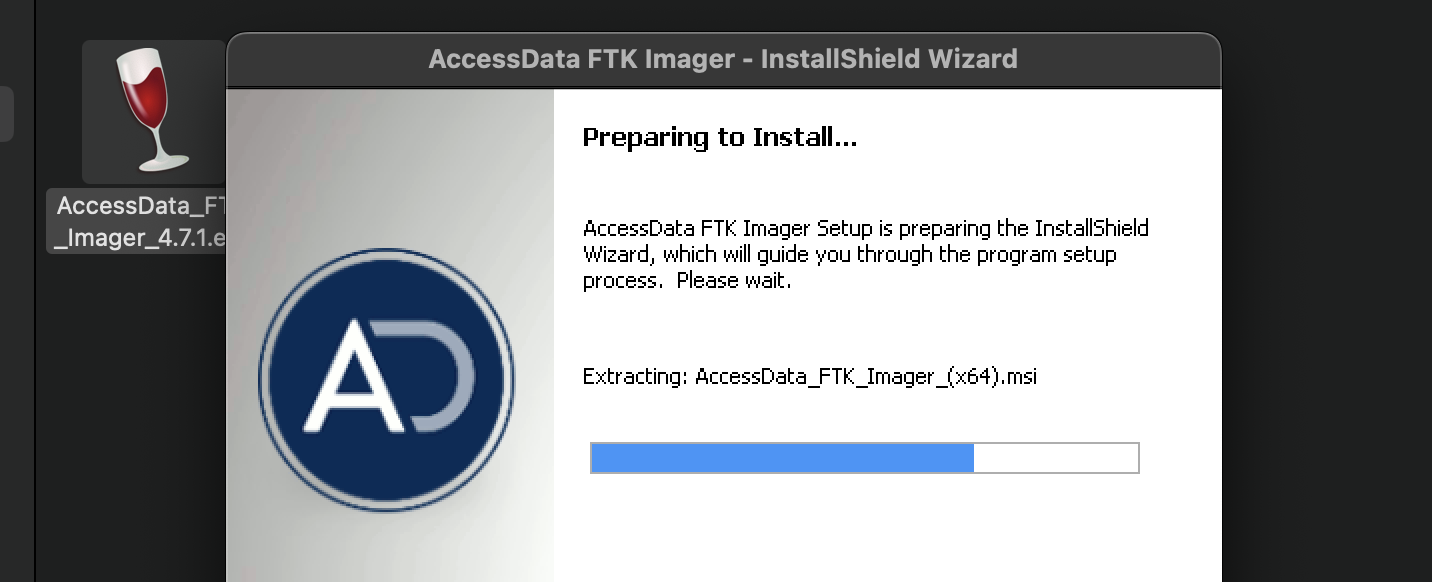 AccessData FTK Imager - InstallShield Wizard
AccessData_FT
_Imager_4.7.1.e
Preparing to Install...
AccessData FTK Imager Setup is preparing the InstallShield
Wizard, which will guide you through the program setup
process.  Please wait.
Extracting: AccessData_FTK_Imager_(x64).msi
AD